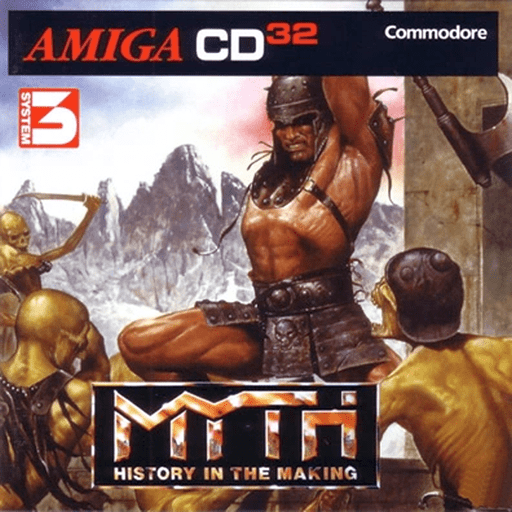 AMIGA CD32
Commodore
SYSTEM 3
MYTH
HISTORY IN THE MAKING